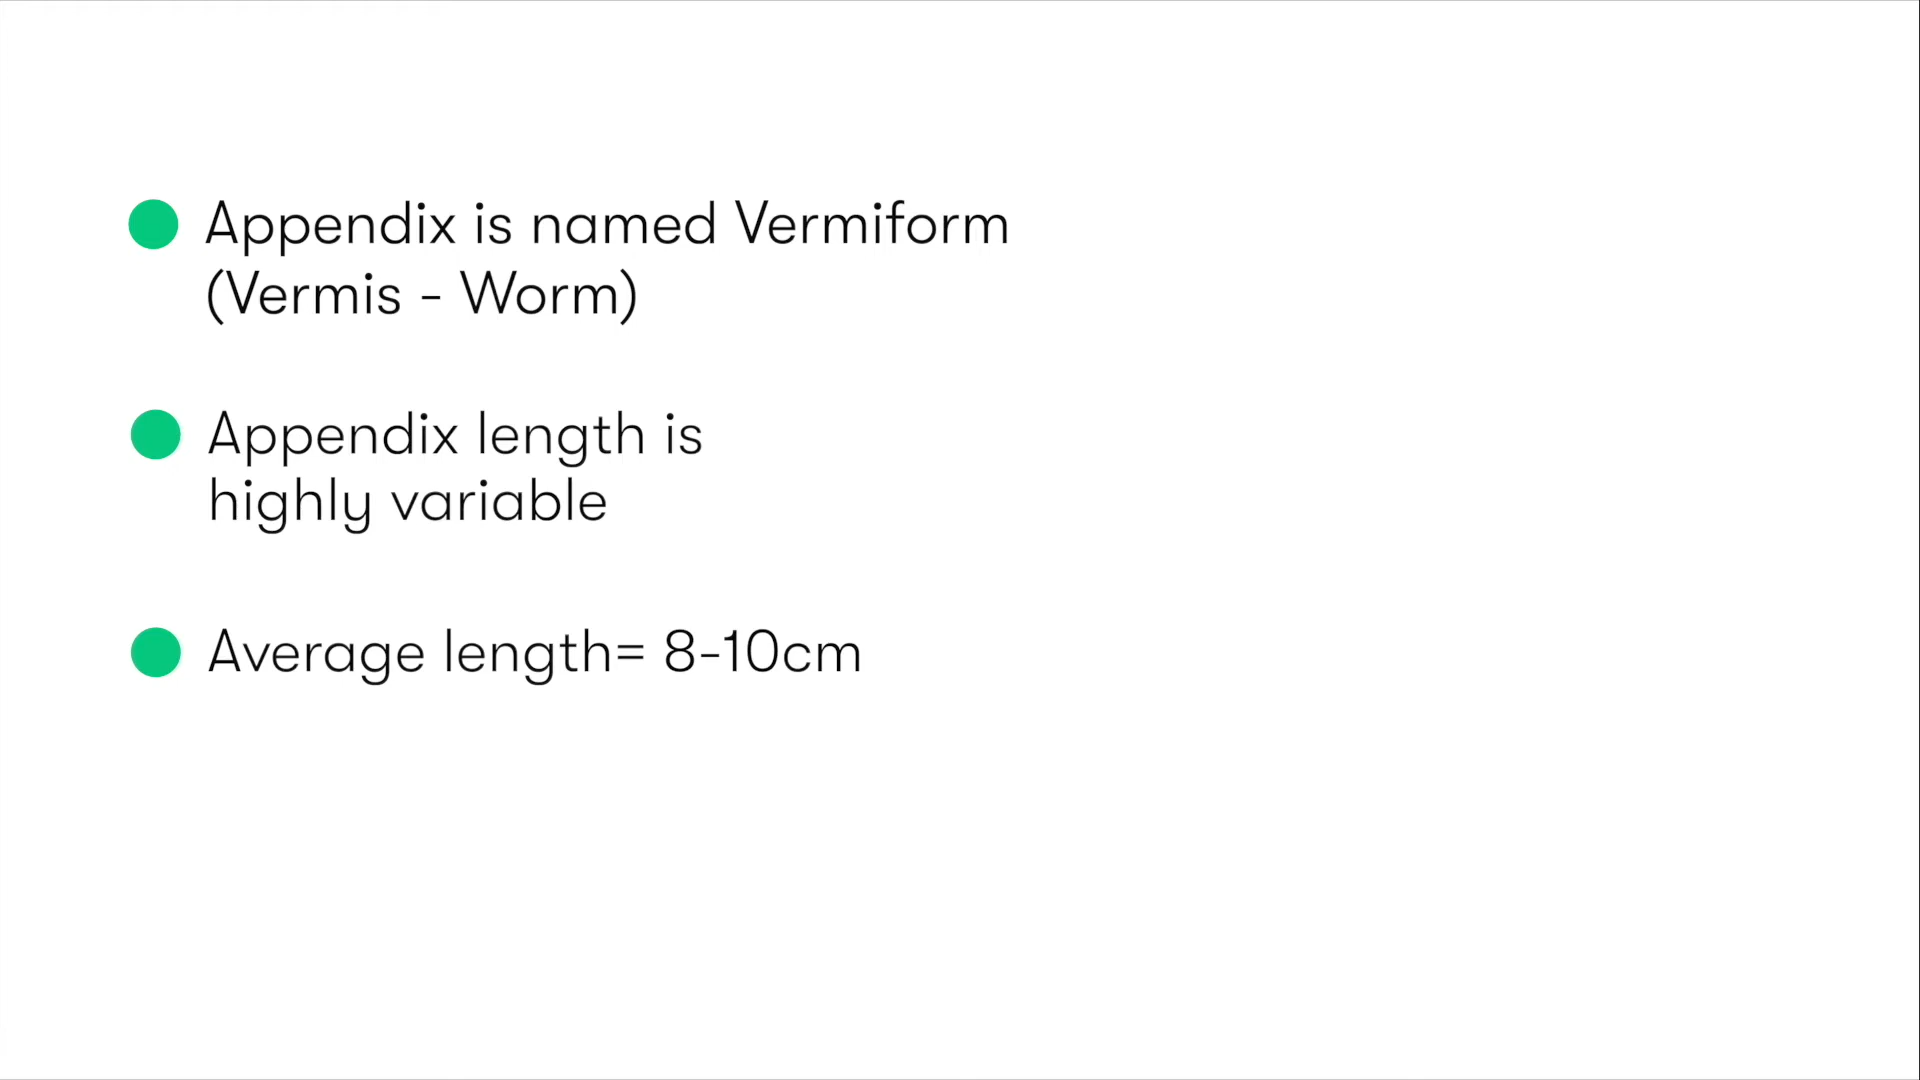 Appendix is named Vermiform
(Vermis - Worm)
Appendix length is
highly variable
Average length= 8-10cm